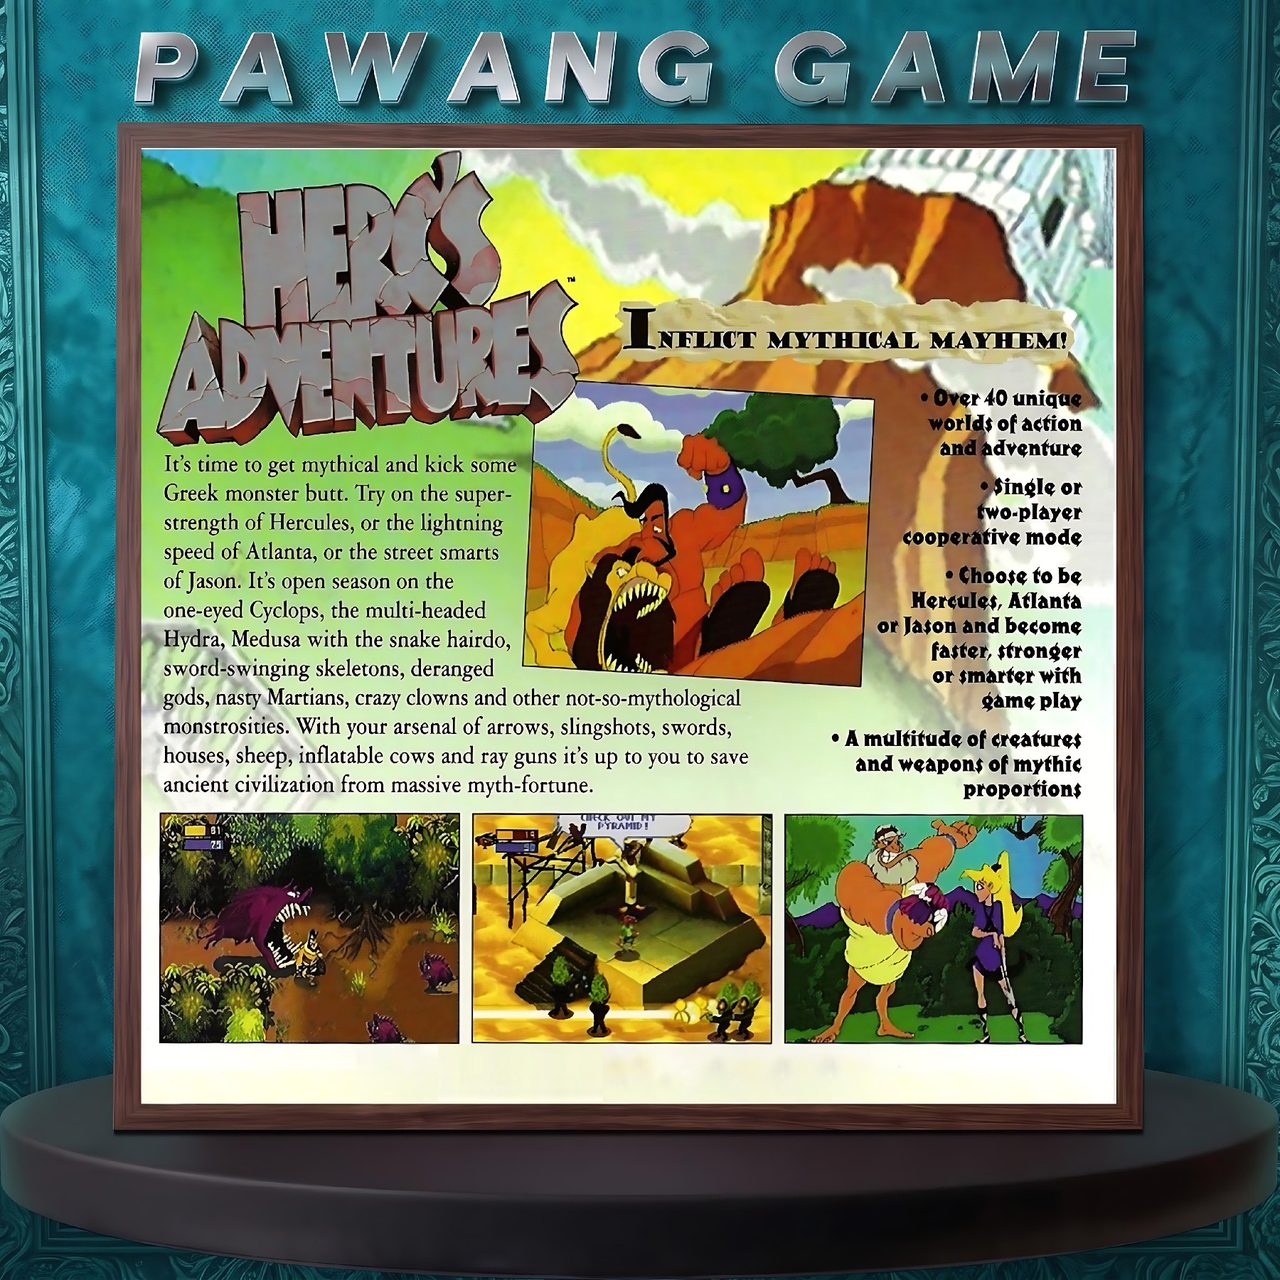 PAWANG GAME
HERC'S
ADVENTURES™
INFLICT MYTHICAL MAYHEM!
• Over 40 unique
worlds of action
and adventure
• Single or
two-player
cooperative mode
• Choose to be
Hercules, Atlanta
or Jason and become
faster, stronger
or smarter with
game play
• A multitude of creatures
and weapons of mythic
proportions
It's time to get mythical and kick some
Greek monster butt. Try on the super-
strength of Hercules, or the lightning
speed of Atlanta, or the street smarts
of Jason. It's open season on the
one-eyed Cyclops, the multi-headed
Hydra, Medusa with the snake hairdo,
sword-swinging skeletons, deranged
gods, nasty Martians, crazy clowns and other not-so-mythological
monstrosities. With your arsenal of arrows, slingshots, swords,
houses, sheep, inflatable cows and ray guns it's up to you to save
ancient civilization from massive myth-fortune.
CHECK OUT MY
PYRAMID!